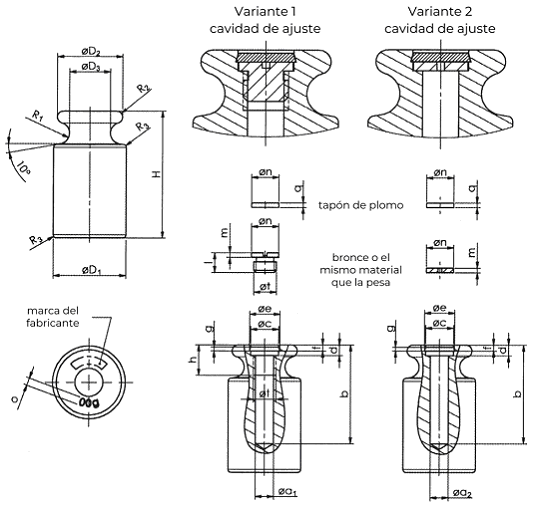 Variante 1
cavidad de ajuste
Variante 2
cavidad de ajuste
øD₂
øD₃
R₂
R₁
R₃
10°
H
R₃
øD₁
øn
q
tapón de plomo
øn
q
øn
m
l
øt
bronce o el
mismo material
que la pesa
øn
m
marca del
fabricante
o
00g
øe
øc
g
h
f
d
øt
b
øa₁
øe
øc
g
f
d
b
øa₂